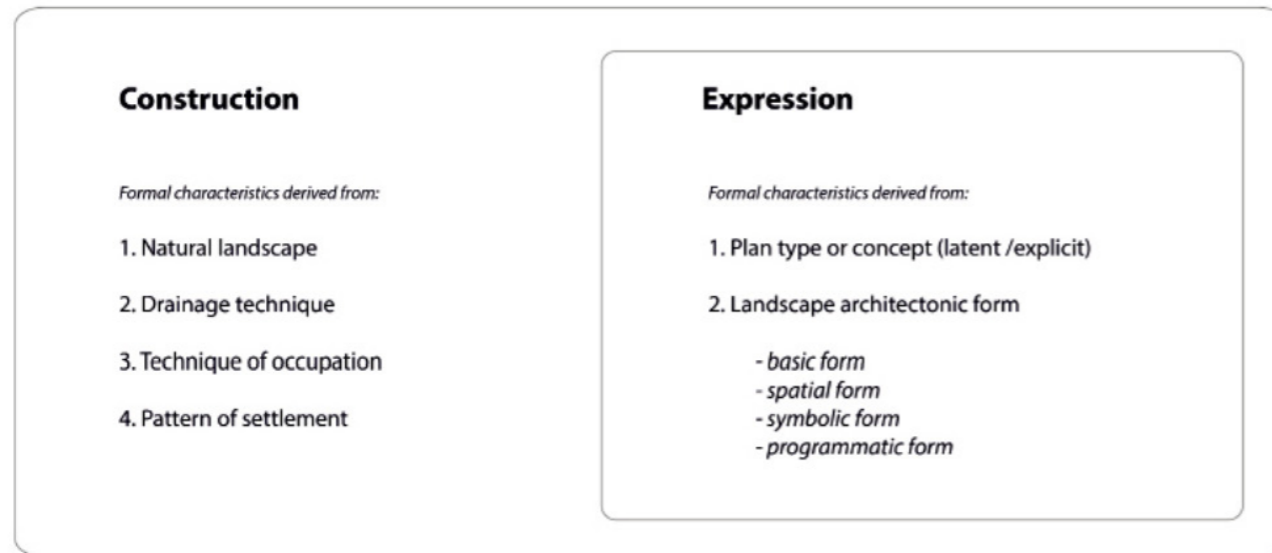 Construction
Formal characteristics derived from:
1. Natural landscape
2. Drainage technique
3. Technique of occupation
4. Pattern of settlement
Expression
Formal characteristics derived from:
1. Plan type or concept (latent /explicit)
2. Landscape architectonic form
- basic form
- spatial form
- symbolic form
- programmatic form